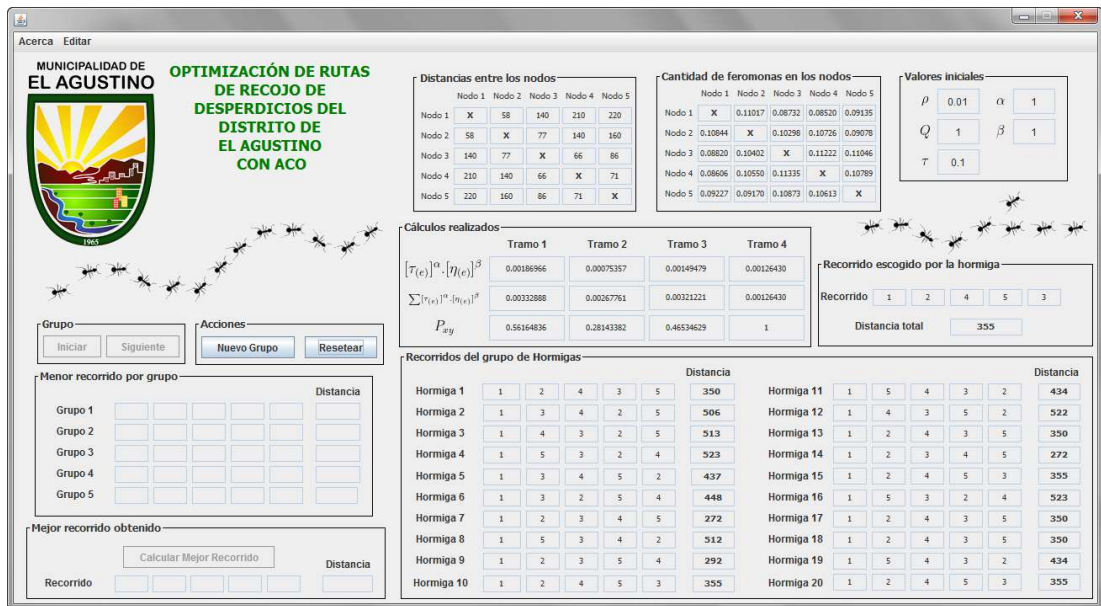 Acerca Editar
MUNICIPALIDAD DE
EL AGUSTINO
1965
OPTIMIZACIÓN DE RUTAS
DE RECOJO DE
DESPERDICIOS DEL
DISTRITO DE
EL AGUSTINO
CON ACO
Distancias entre los nodos
Nodo 1 Nodo 2 Nodo 3 Nodo 4 Nodo 5
Nodo 1 X 58 140 210 220
Nodo 2 58 X 77 140 160
Nodo 3 140 77 X 66 86
Nodo 4 210 140 66 X 71
Nodo 5 220 160 86 71 X
Cantidad de feromonas en los nodos
Nodo 1 Nodo 2 Nodo 3 Nodo 4 Nodo 5
Nodo 1 X 0.11017 0.08732 0.08520 0.09135
Nodo 2 0.10844 X 0.10298 0.10726 0.09078
Nodo 3 0.08820 0.10402 X 0.11222 0.11046
Nodo 4 0.08606 0.10550 0.11335 X 0.10789
Nodo 5 0.09227 0.09170 0.10873 0.10613 X
Valores iniciales
ρ 0.01 α 1
Q 1 β 1
τ 0.1
Cálculos realizados
Tramo 1 Tramo 2 Tramo 3 Tramo 4
[τ(e)]^α.[η(e)]^β 0.00186966 0.00075357 0.00149479 0.00126430
∑[τ(e)]^α.[η(e)]^β 0.00332888 0.00267761 0.00321221 0.00126430
Pxy 0.56164836 0.28143382 0.46534629 1
Recorrido escogido por la hormiga
Recorrido 1 2 4 5 3
Distancia total 355
Grupo
Iniciar Siguiente
Acciones
Nuevo Grupo Resetear
Menor recorrido por grupo
Distancia
Grupo 1
Grupo 2
Grupo 3
Grupo 4
Grupo 5
Mejor recorrido obtenido
Calcular Mejor Recorrido
Distancia
Recorrido
Recorridos del grupo de Hormigas
Distancia
Hormiga 1 1 2 4 3 5 350
Hormiga 2 1 3 4 2 5 506
Hormiga 3 1 4 3 2 5 513
Hormiga 4 1 5 3 2 4 523
Hormiga 5 1 3 4 5 2 437
Hormiga 6 1 3 2 5 4 448
Hormiga 7 1 2 3 4 5 272
Hormiga 8 1 5 3 4 2 512
Hormiga 9 1 2 3 5 4 292
Hormiga 10 1 2 4 5 3 355
Distancia
Hormiga 11 1 5 4 3 2 434
Hormiga 12 1 4 3 5 2 522
Hormiga 13 1 2 4 3 5 350
Hormiga 14 1 2 3 4 5 272
Hormiga 15 1 2 4 5 3 355
Hormiga 16 1 5 3 2 4 523
Hormiga 17 1 2 4 3 5 350
Hormiga 18 1 2 4 3 5 350
Hormiga 19 1 5 4 3 2 434
Hormiga 20 1 2 4 5 3 355